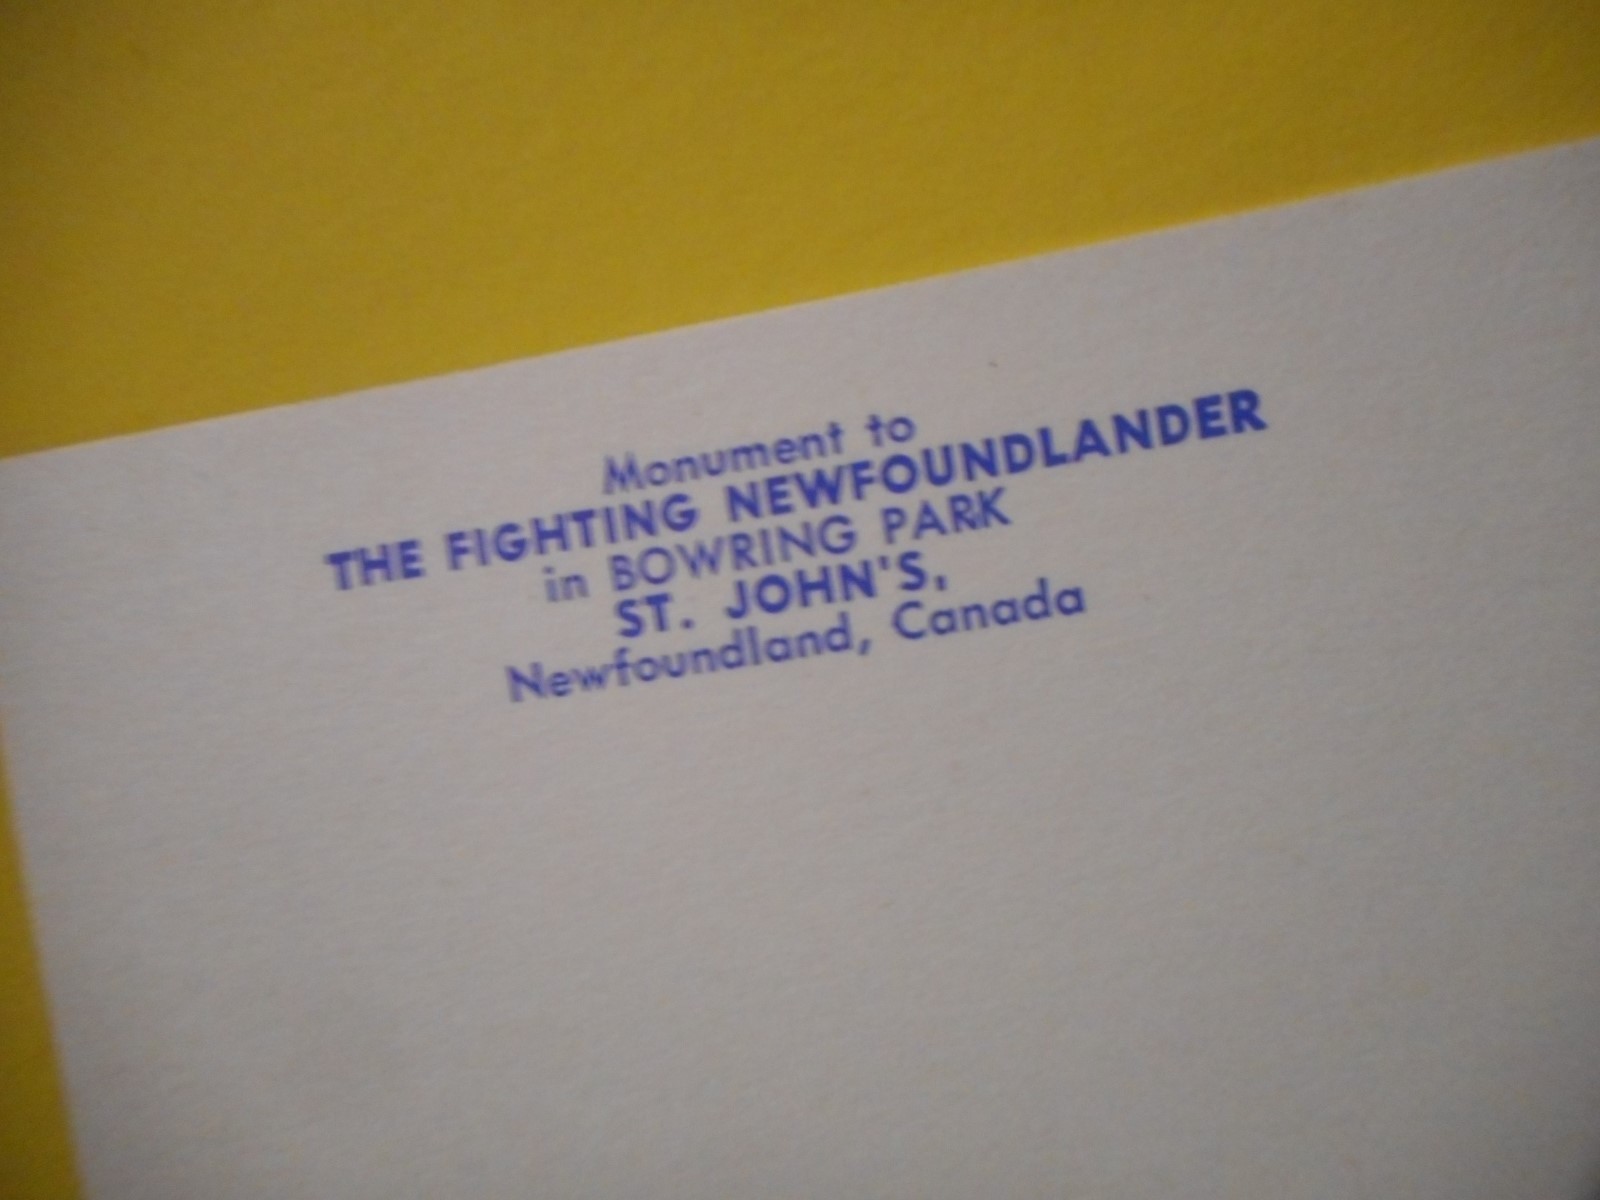 Monument to
THE FIGHTING NEWFOUNDLANDER
in BOWRING PARK
ST. JOHN'S,
Newfoundland, Canada